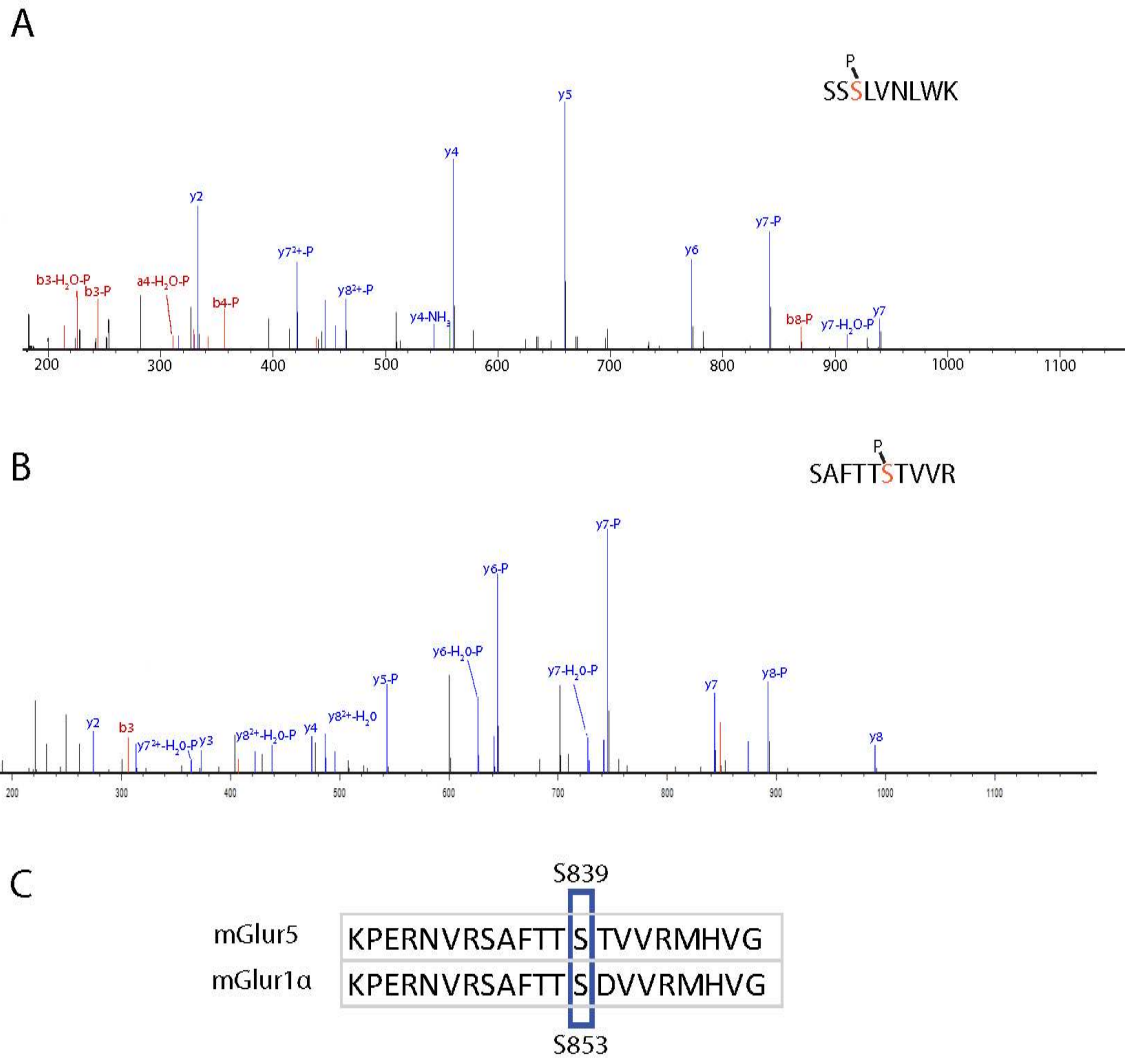 A
P
SSSLVNLWK
y5
y4
y2
y7-P
y7²⁺-P
y6
b3-H₂O-P
a4-H₂O-P
b3-P
y8²⁺-P
b4-P
y4-NH₃
b8-P
y7
y7-H₂O-P
200 300 400 500 600 700 800 900 1000 1100
B
P
SAFTTSTVVR
y7-P
y6-P
y6-H₂0-P
y7-H₂0-P
y5-P
y7
y8-P
y2
b3
y8²⁺-H₂0
y4
y8²⁺-H₂0-P
y7²⁺-H₂0-P
y3
y8
200 300 400 500 600 700 800 900 1000 1100
C
S839
mGlur5 KPERNVRSAFTTSTVVRMHVG
mGlur1α KPERNVRSAFTTSDVVRMHVG
S853